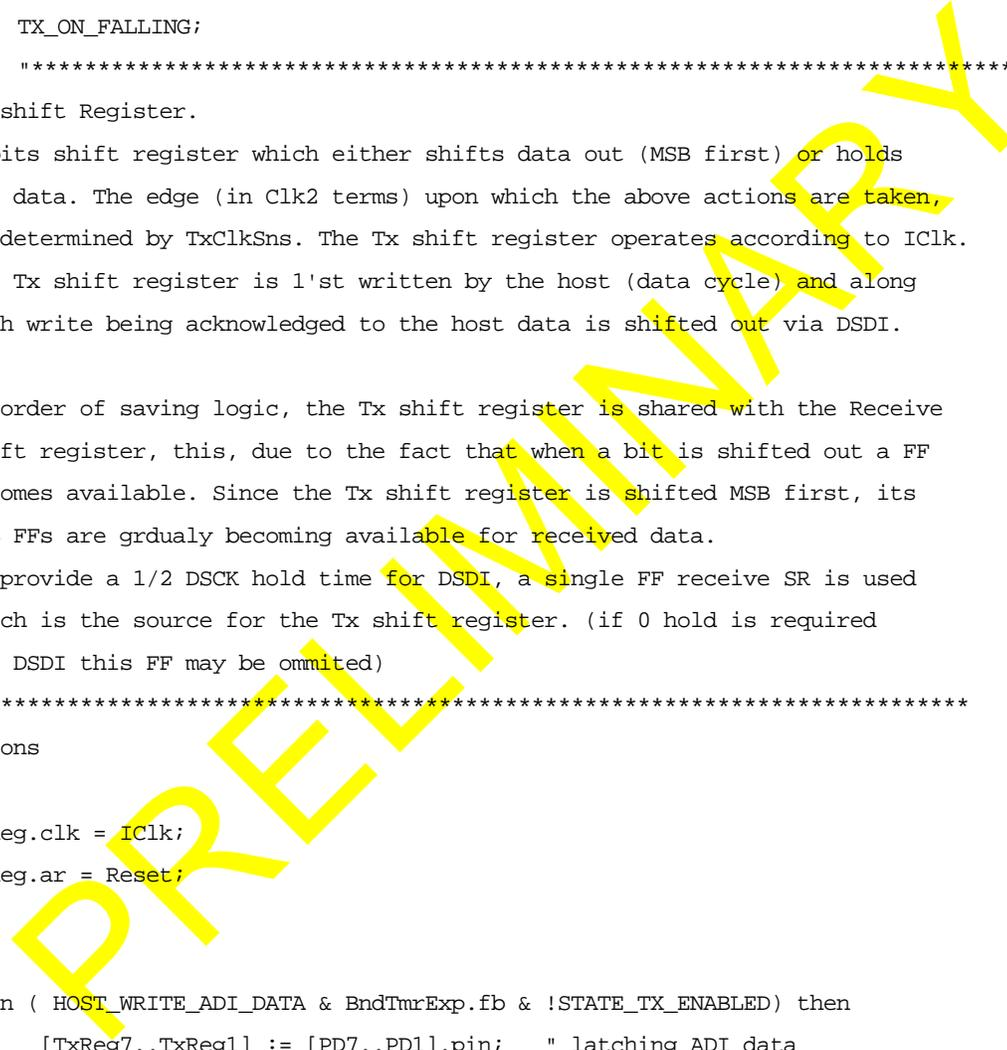 TX_ON_FALLING;
"**************************************************************************
shift Register.
its shift register which either shifts data out (MSB first) or holds
data. The edge (in Clk2 terms) upon which the above actions are taken,
determined by TxClkSns. The Tx shift register operates according to IClk.
Tx shift register is 1'st written by the host (data cycle) and along
h write being acknowledged to the host data is shifted out via DSDI.
order of saving logic, the Tx shift register is shared with the Receive
ft register, this, due to the fact that when a bit is shifted out a FF
omes available. Since the Tx shift register is shifted MSB first, its
FFs are grdualy becoming available for received data.
provide a 1/2 DSCK hold time for DSDI, a single FF receive SR is used
ch is the source for the Tx shift register. (if 0 hold is required
DSDI this FF may be ommited)
*************************************************************************
ons
eg.clk = IClk;
eg.ar = Reset;
n ( HOST_WRITE_ADI_DATA & BndTmrExp.fb & !STATE_TX_ENABLED) then
[TxReg7..TxReg1] := [PD7..PD1].pin; " latching ADI data
PRELIMINARY